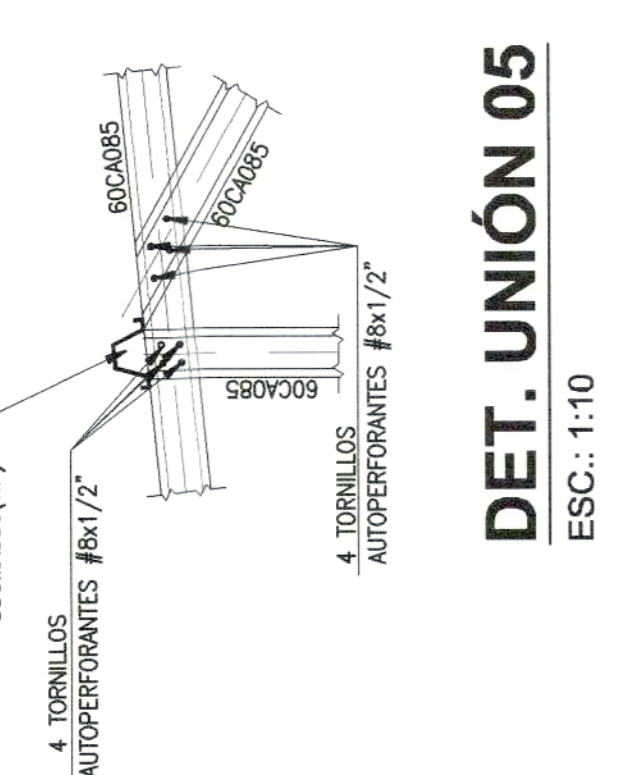 60CA085
60CA085
60CA085
4 TORNILLOS
AUTOPERFORANTES #8x1/2"
4 TORNILLOS
AUTOPERFORANTES #8x1/2"
DET. UNIÓN 05
ESC.: 1:10